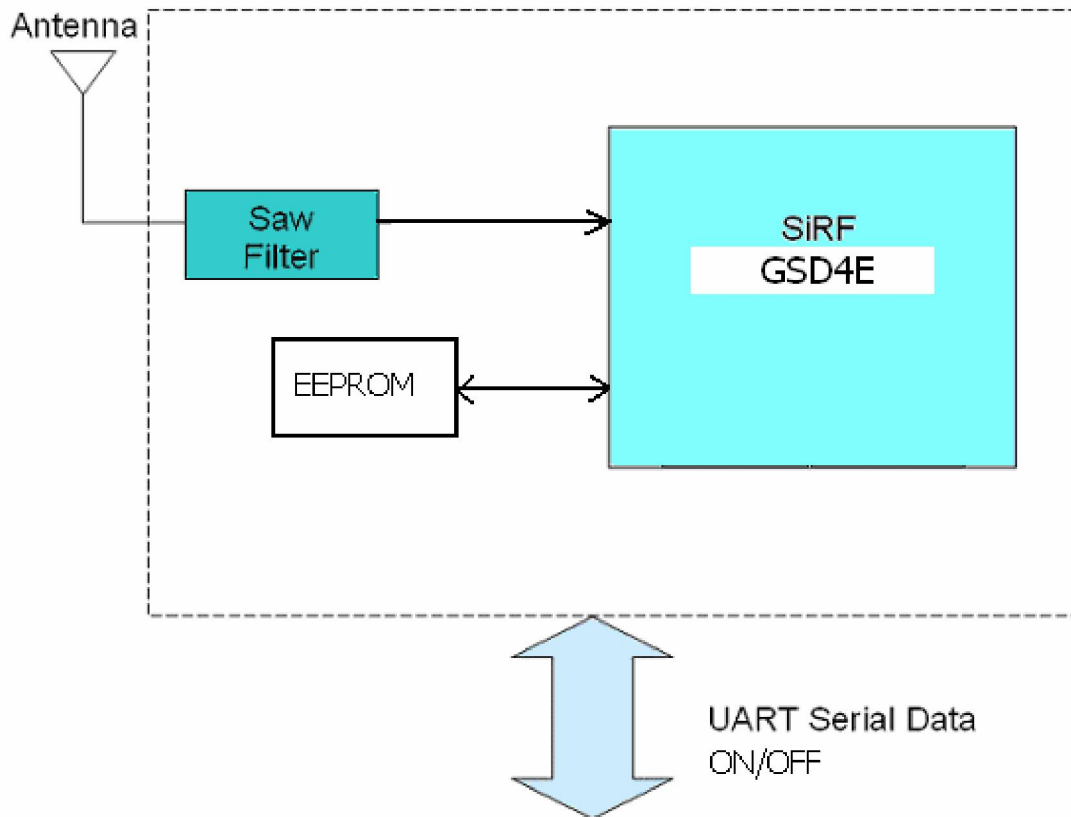 Antenna
Saw
Filter
SiRF
GSD4E
EEPROM
UART Serial Data
ON/OFF